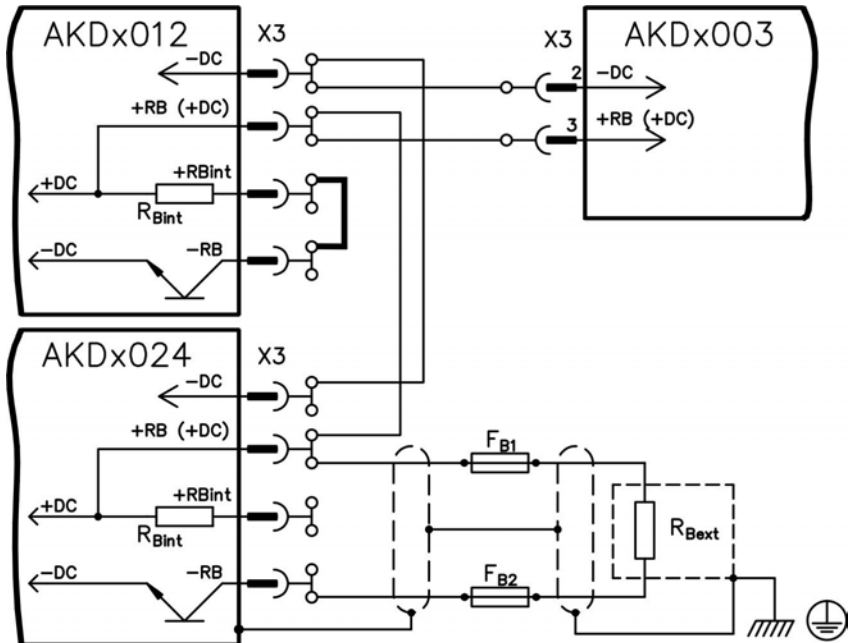 AKDx012
X3
-DC
+RB (+DC)
+DC
+RBint
RBint
-DC
-RB
X3
AKDx003
2
-DC
3
+RB (+DC)
AKDx024
X3
-DC
+RB (+DC)
+DC
+RBint
RBint
-DC
-RB
FB1
FB2
RBext